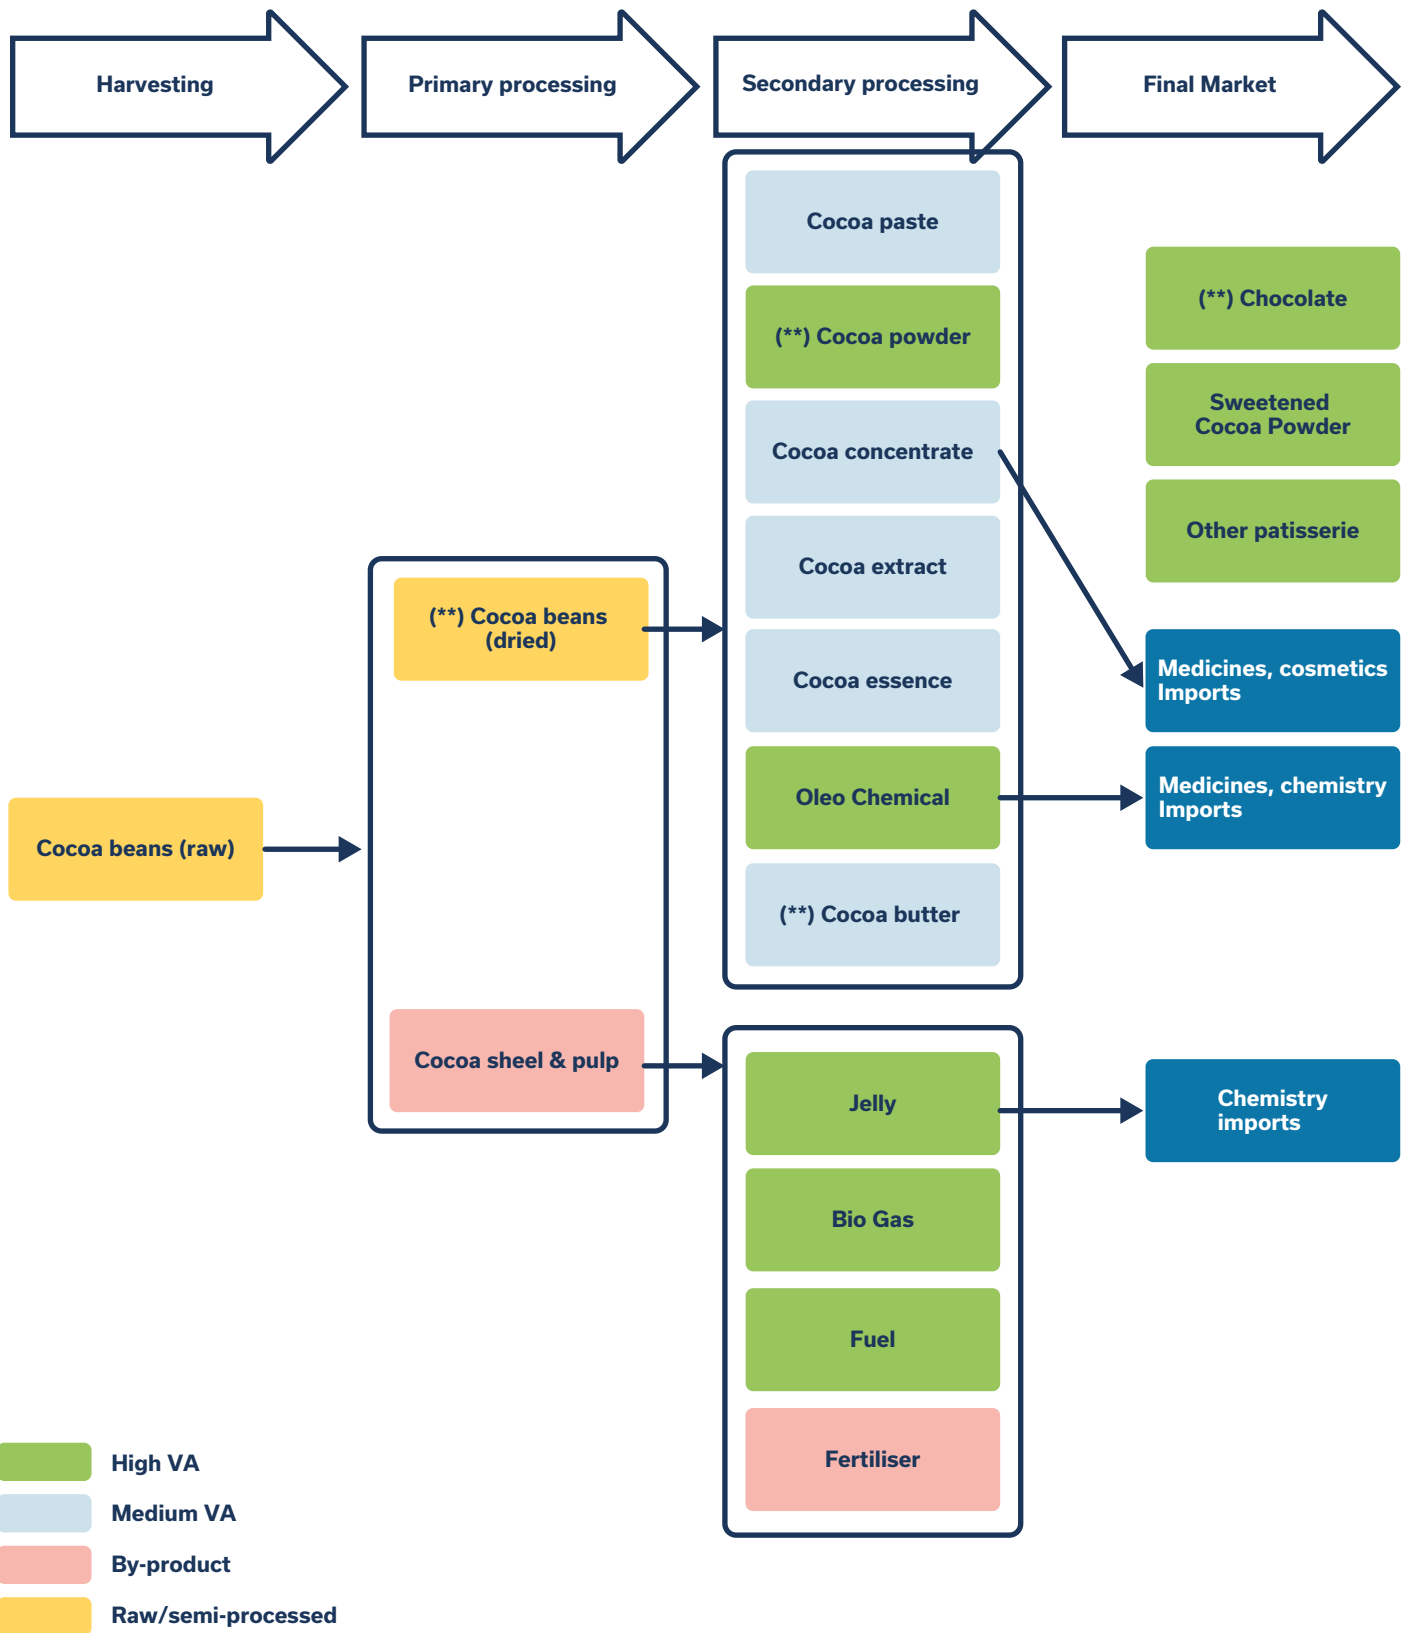 Harvesting
Primary processing
Secondary processing
Final Market
Cocoa beans (raw)
(**) Cocoa beans
(dried)
Cocoa sheel & pulp
Cocoa paste
(**) Cocoa powder
Cocoa concentrate
Cocoa extract
Cocoa essence
Oleo Chemical
(**) Cocoa butter
Jelly
Bio Gas
Fuel
Fertiliser
(**) Chocolate
Sweetened
Cocoa Powder
Other patisserie
Medicines, cosmetics
Imports
Medicines, chemistry
Imports
Chemistry
imports
High VA
Medium VA
By-product
Raw/semi-processed